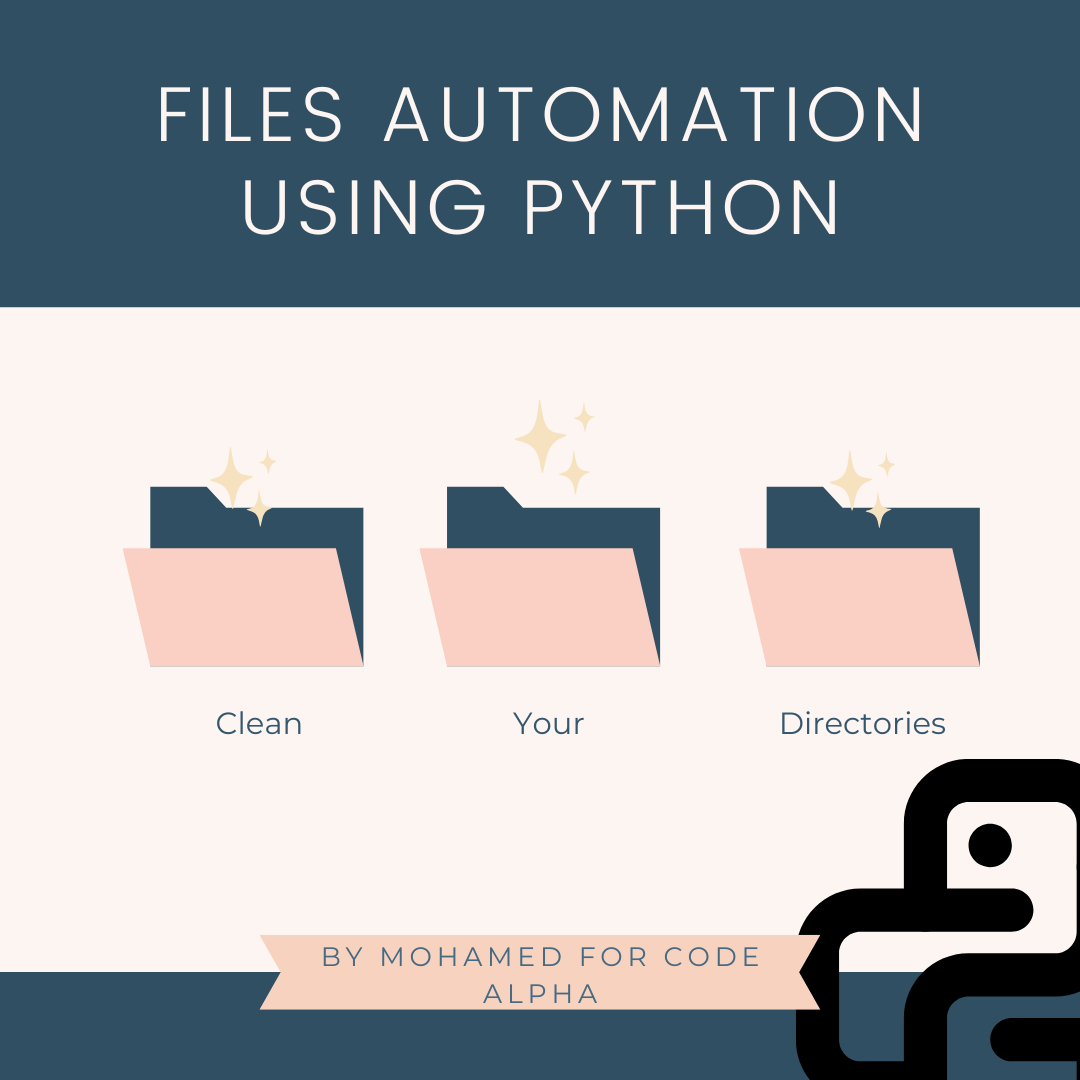 FILES AUTOMATION
USING PYTHON
Clean
Your
Directories
BY MOHAMED FOR CODE
ALPHA